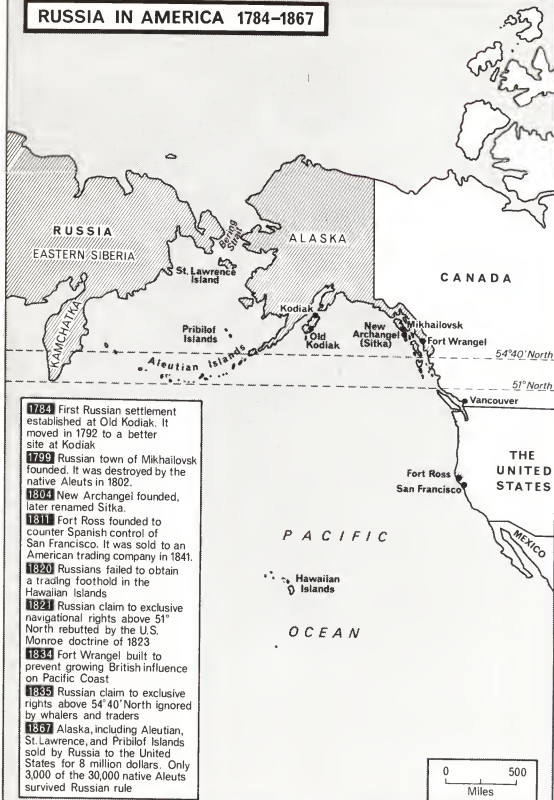 RUSSIA IN AMERICA 1784–1867
RUSSIA
EASTERN SIBERIA
KAMCHATKA
Bering
Strait
St. Lawrence
Island
ALASKA
CANADA
Pribilof
Islands
Aleutian Islands
Kodiak
Old
Kodiak
New
Archangel
(Sitka)
Mikhailovsk
Fort Wrangel
54°40' North
51° North
Vancouver
THE
UNITED
STATES
Fort Ross
San Francisco
MEXICO
PACIFIC
Hawaiian
Islands
OCEAN
1784 First Russian settlement
established at Old Kodiak. It
moved in 1792 to a better
site at Kodiak
1799 Russian town of Mikhailovsk
founded. It was destroyed by the
native Aleuts in 1802.
1804 New Archangel founded,
later renamed Sitka.
1811 Fort Ross founded to
counter Spanish control of
San Francisco. It was sold to an
American trading company in 1841.
1820 Russians failed to obtain
a trading foothold in the
Hawaiian Islands
1821 Russian claim to exclusive
navigational rights above 51°
North rebutted by the U.S.
Monroe doctrine of 1823
1834 Fort Wrangel built to
prevent growing British influence
on Pacific Coast
1835 Russian claim to exclusive
rights above 54°40' North ignored
by whalers and traders
1867 Alaska, including Aleutian,
St. Lawrence, and Pribilof Islands
sold by Russia to the United
States for 8 million dollars. Only
3,000 of the 30,000 native Aleuts
survived Russian rule
0 500
Miles